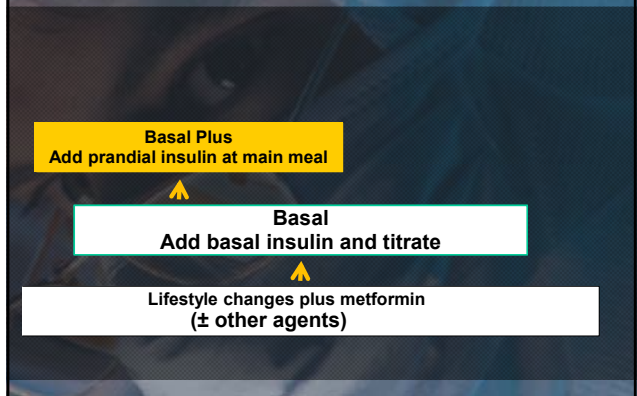 Basal Plus
Add prandial insulin at main meal
Basal
Add basal insulin and titrate
Lifestyle changes plus metformin
(± other agents)